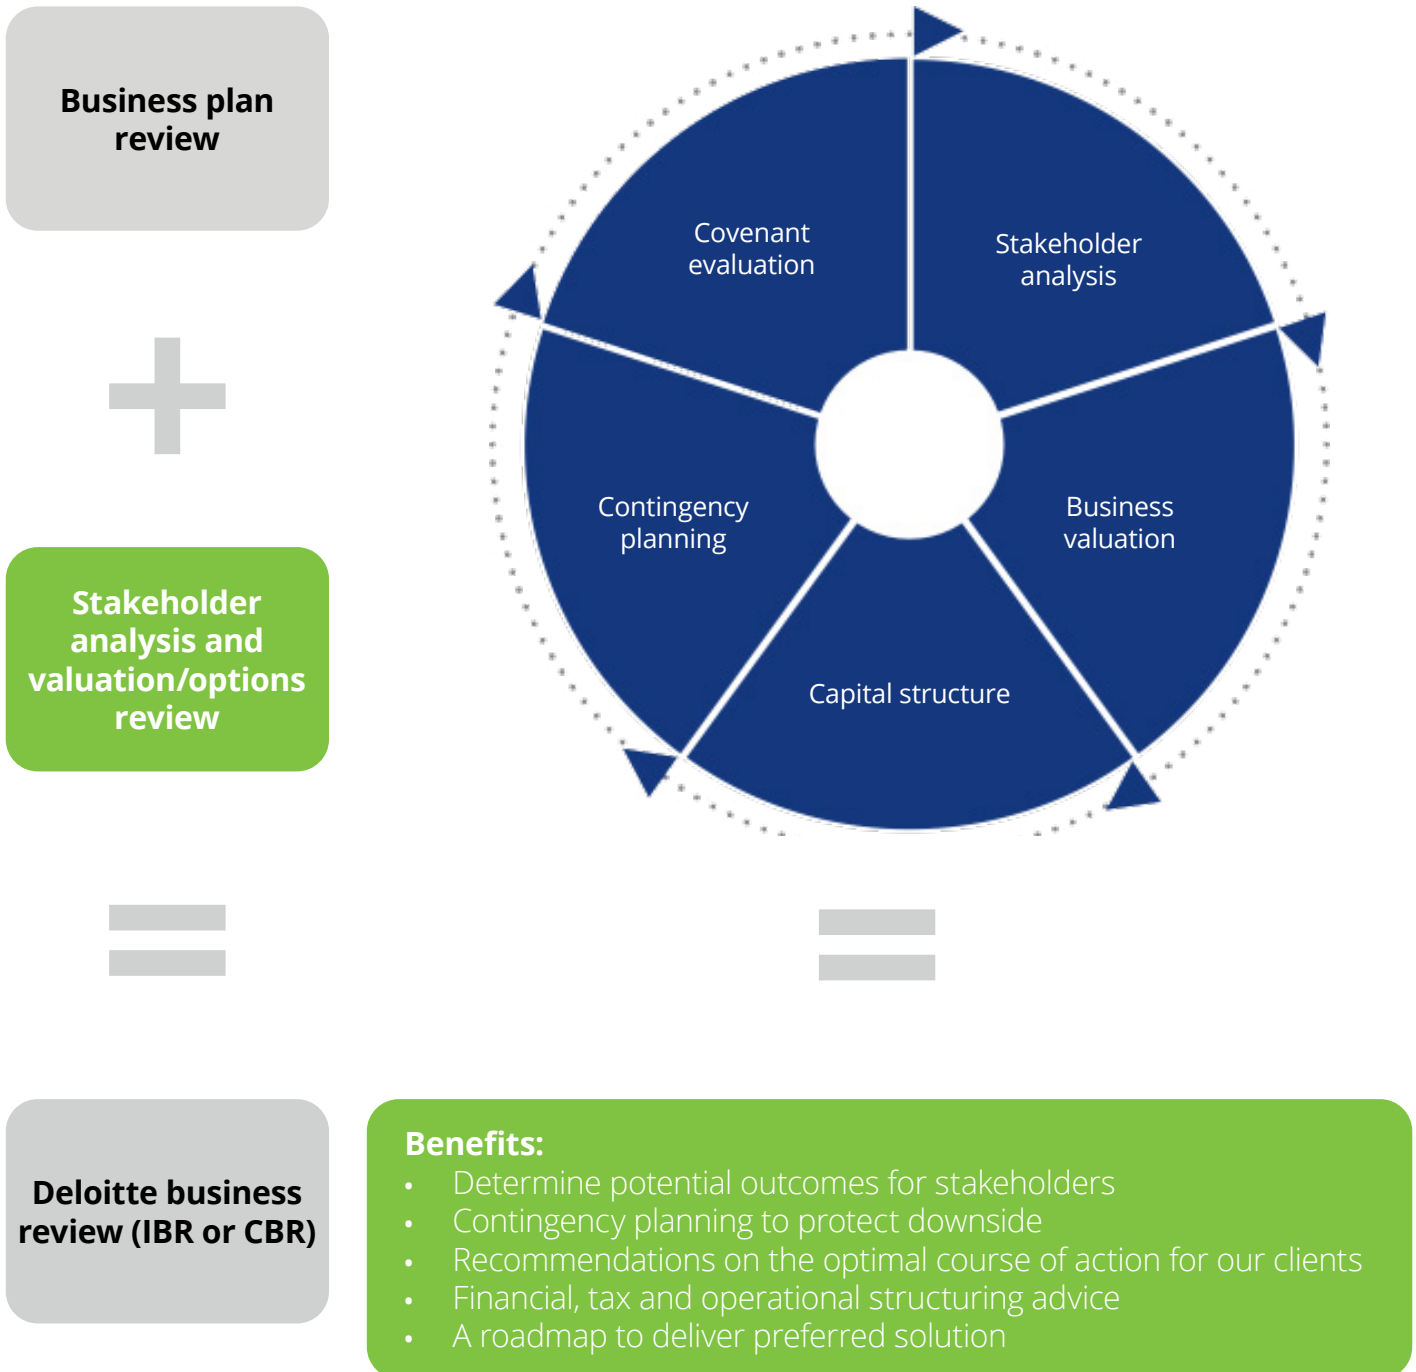 Business plan
review
Covenant
evaluation
Stakeholder
analysis
Contingency
planning
Business
valuation
Capital structure
Stakeholder
analysis and
valuation/options
review
Deloitte business
review (IBR or CBR)
Benefits:
• Determine potential outcomes for stakeholders
• Contingency planning to protect downside
• Recommendations on the optimal course of action for our clients
• Financial, tax and operational structuring advice
• A roadmap to deliver preferred solution